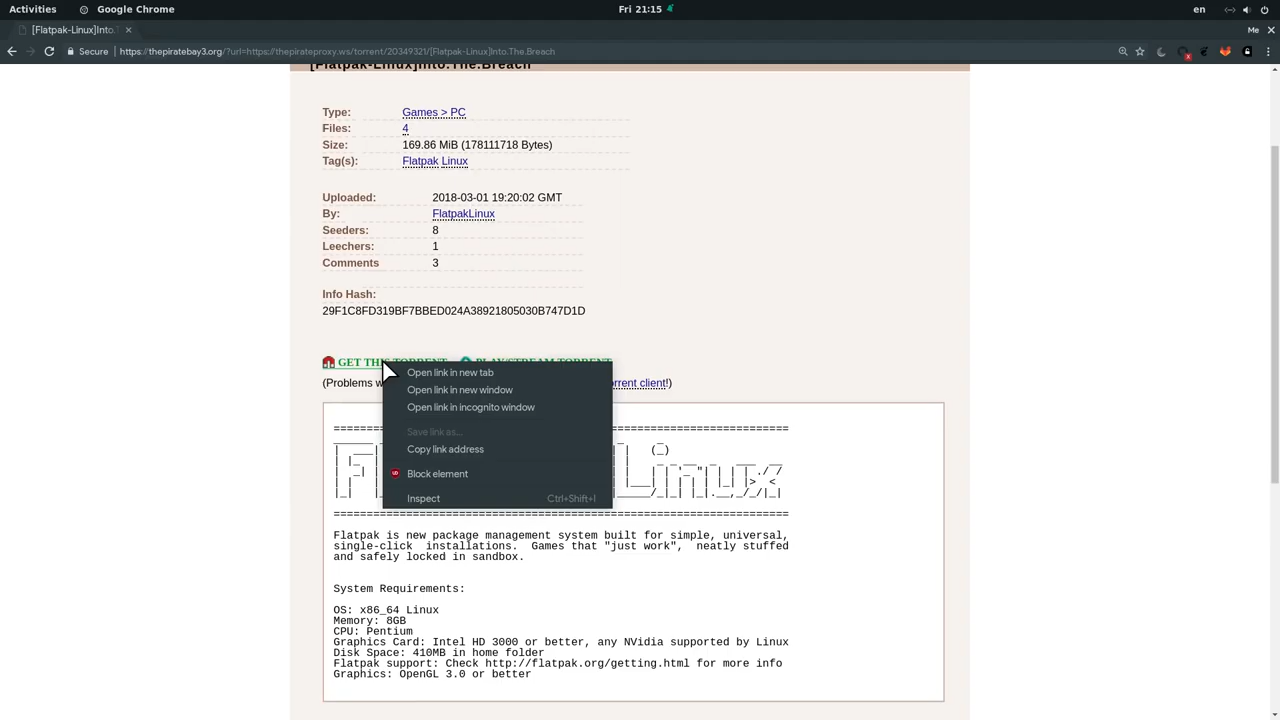 Activities Google Chrome Fri 21:15 en
[Flatpak-Linux]Into.T Me
Secure https://thepiratebay3.org/?url=https://thepirateproxy.ws/torrent/20349321/[Flatpak-Linux]Into.The.Breach
[Flatpak-Linux]Into.The.Breach
Type: Games > PC
Files: 4
Size: 169.86 MiB (178111718 Bytes)
Tag(s): Flatpak Linux
Uploaded: 2018-03-01 19:20:02 GMT
By: FlatpakLinux
Seeders: 8
Leechers: 1
Comments 3
Info Hash:
29F1C8FD319BF7BBED024A38921805030B747D1D
GET THIS TORRENT PLAY/STREAM TORRENT
(Problems w orrent client!)
Open link in new tab
Open link in new window
Open link in incognito window
Save link as...
Copy link address
Block element
Inspect Ctrl+Shift+I
Flatpak is new package management system built for simple, universal,
single-click installations. Games that "just work", neatly stuffed
and safely locked in sandbox.
System Requirements:
OS: x86_64 Linux
Memory: 8GB
CPU: Pentium
Graphics Card: Intel HD 3000 or better, any NVidia supported by Linux
Disk Space: 410MB in home folder
Flatpak support: Check http://flatpak.org/getting.html for more info
Graphics: OpenGL 3.0 or better